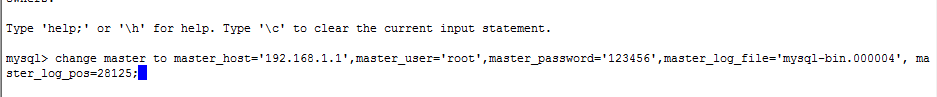 owners.
Type 'help;' or '\h' for help. Type '\c' to clear the current input statement.
mysql> change master to master_host='192.168.1.1',master_user='root',master_password='123456',master_log_file='mysql-bin.000004', ma
ster_log_pos=28125;